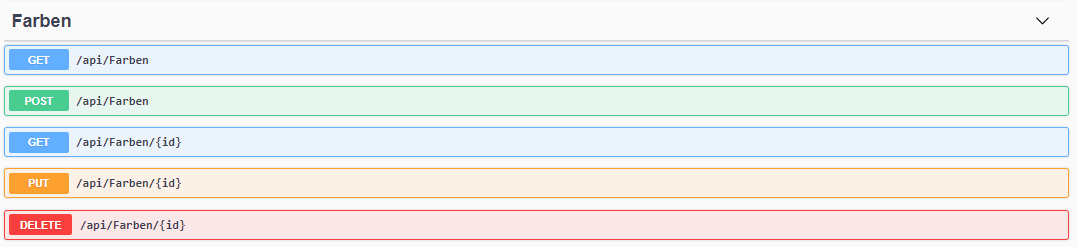 Farben
GET /api/Farben
POST /api/Farben
GET /api/Farben/{id}
PUT /api/Farben/{id}
DELETE /api/Farben/{id}